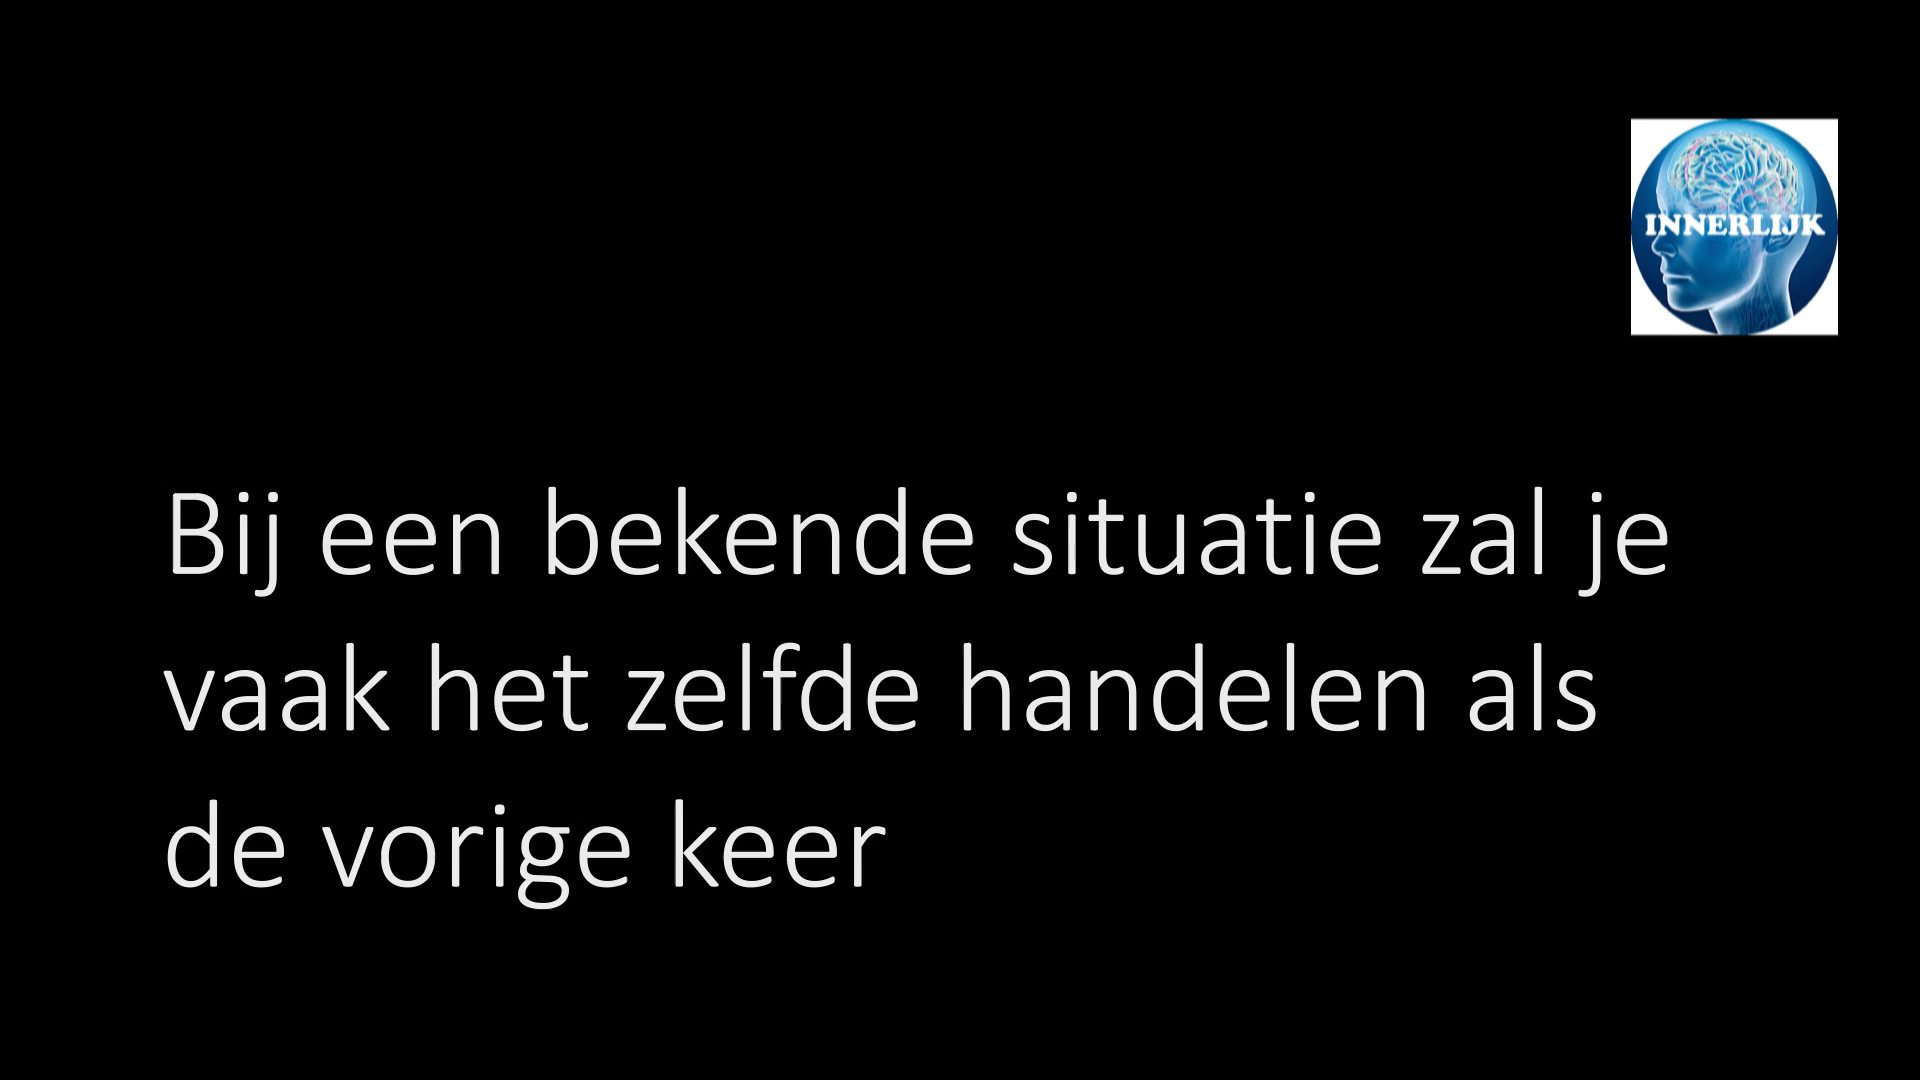 INNERLIJK
Bij een bekende situatie zal je
vaak het zelfde handelen als
de vorige keer